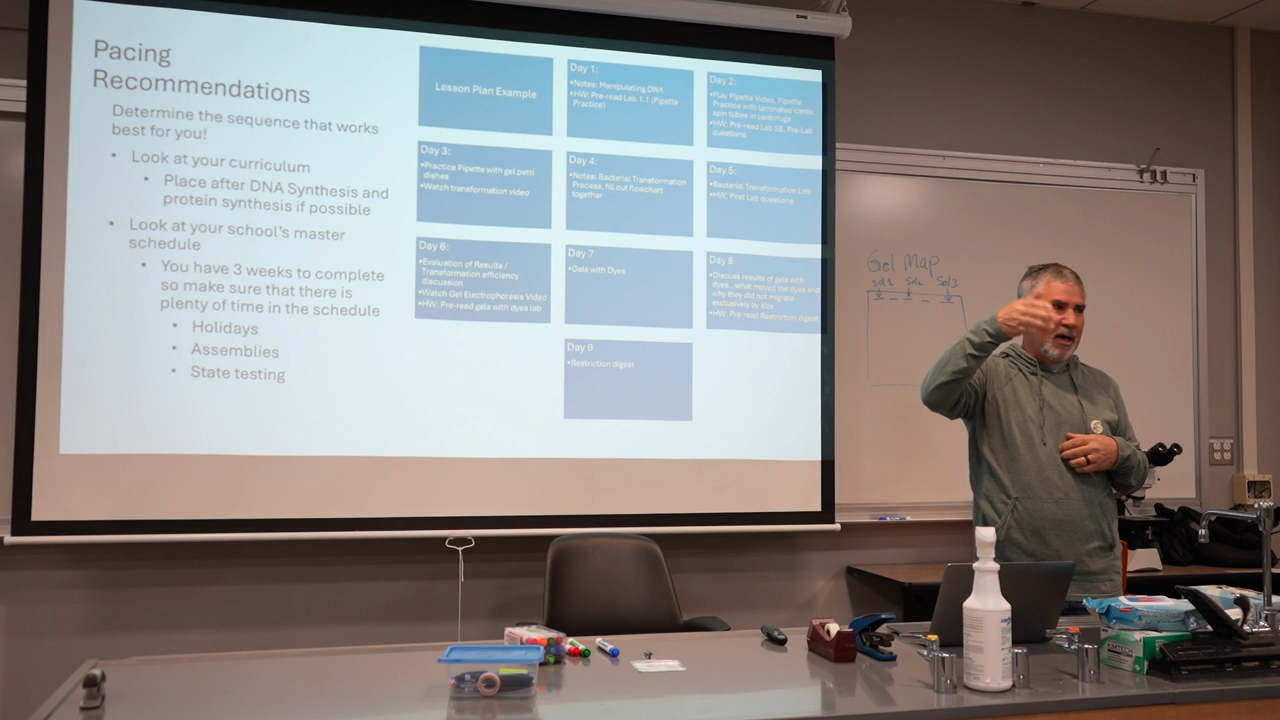 Pacing
Recommendations
Determine the sequence that works
best for you!
• Look at your curriculum
• Place after DNA Synthesis and
protein synthesis if possible
• Look at your school's master
schedule
• You have 3 weeks to complete
so make sure that there is
plenty of time in the schedule
• Holidays
• Assemblies
• State testing
Lesson Plan Example
Day 1:
•Notes: Manipulating DNA
•HW: Pre-read Lab 1.1 (Pipette
Practice)
Day 2:
•Play Pipette Video, Pipette
Practice with laminated cards,
spin tubes in centrifuge
•HW: Pre-read Lab 5B, Pre-Lab
questions
Day 3:
•Practice Pipette with gel petri
dishes
•Watch transformation video
Day 4:
•Notes: Bacterial Transformation
Process, fill out flowchart
together
Day 5:
•Bacterial Transformation Lab
•HW: Post Lab questions
Day 6:
•Evaluation of Results /
Transformation efficiency
discussion
•Watch Gel Electrophoresis Video
•HW: Pre-read gels with dyes lab
Day 7
•Gels with Dyes
Day 8
•Discuss results of gels with
dyes...what moved the dyes and
why they did not migrate
exclusively by size
•HW: Pre-read Restriction digest
Day 9
•Restriction digest
Gel Map
Sol 1 Sol 2 Sol 3
KIMTECH